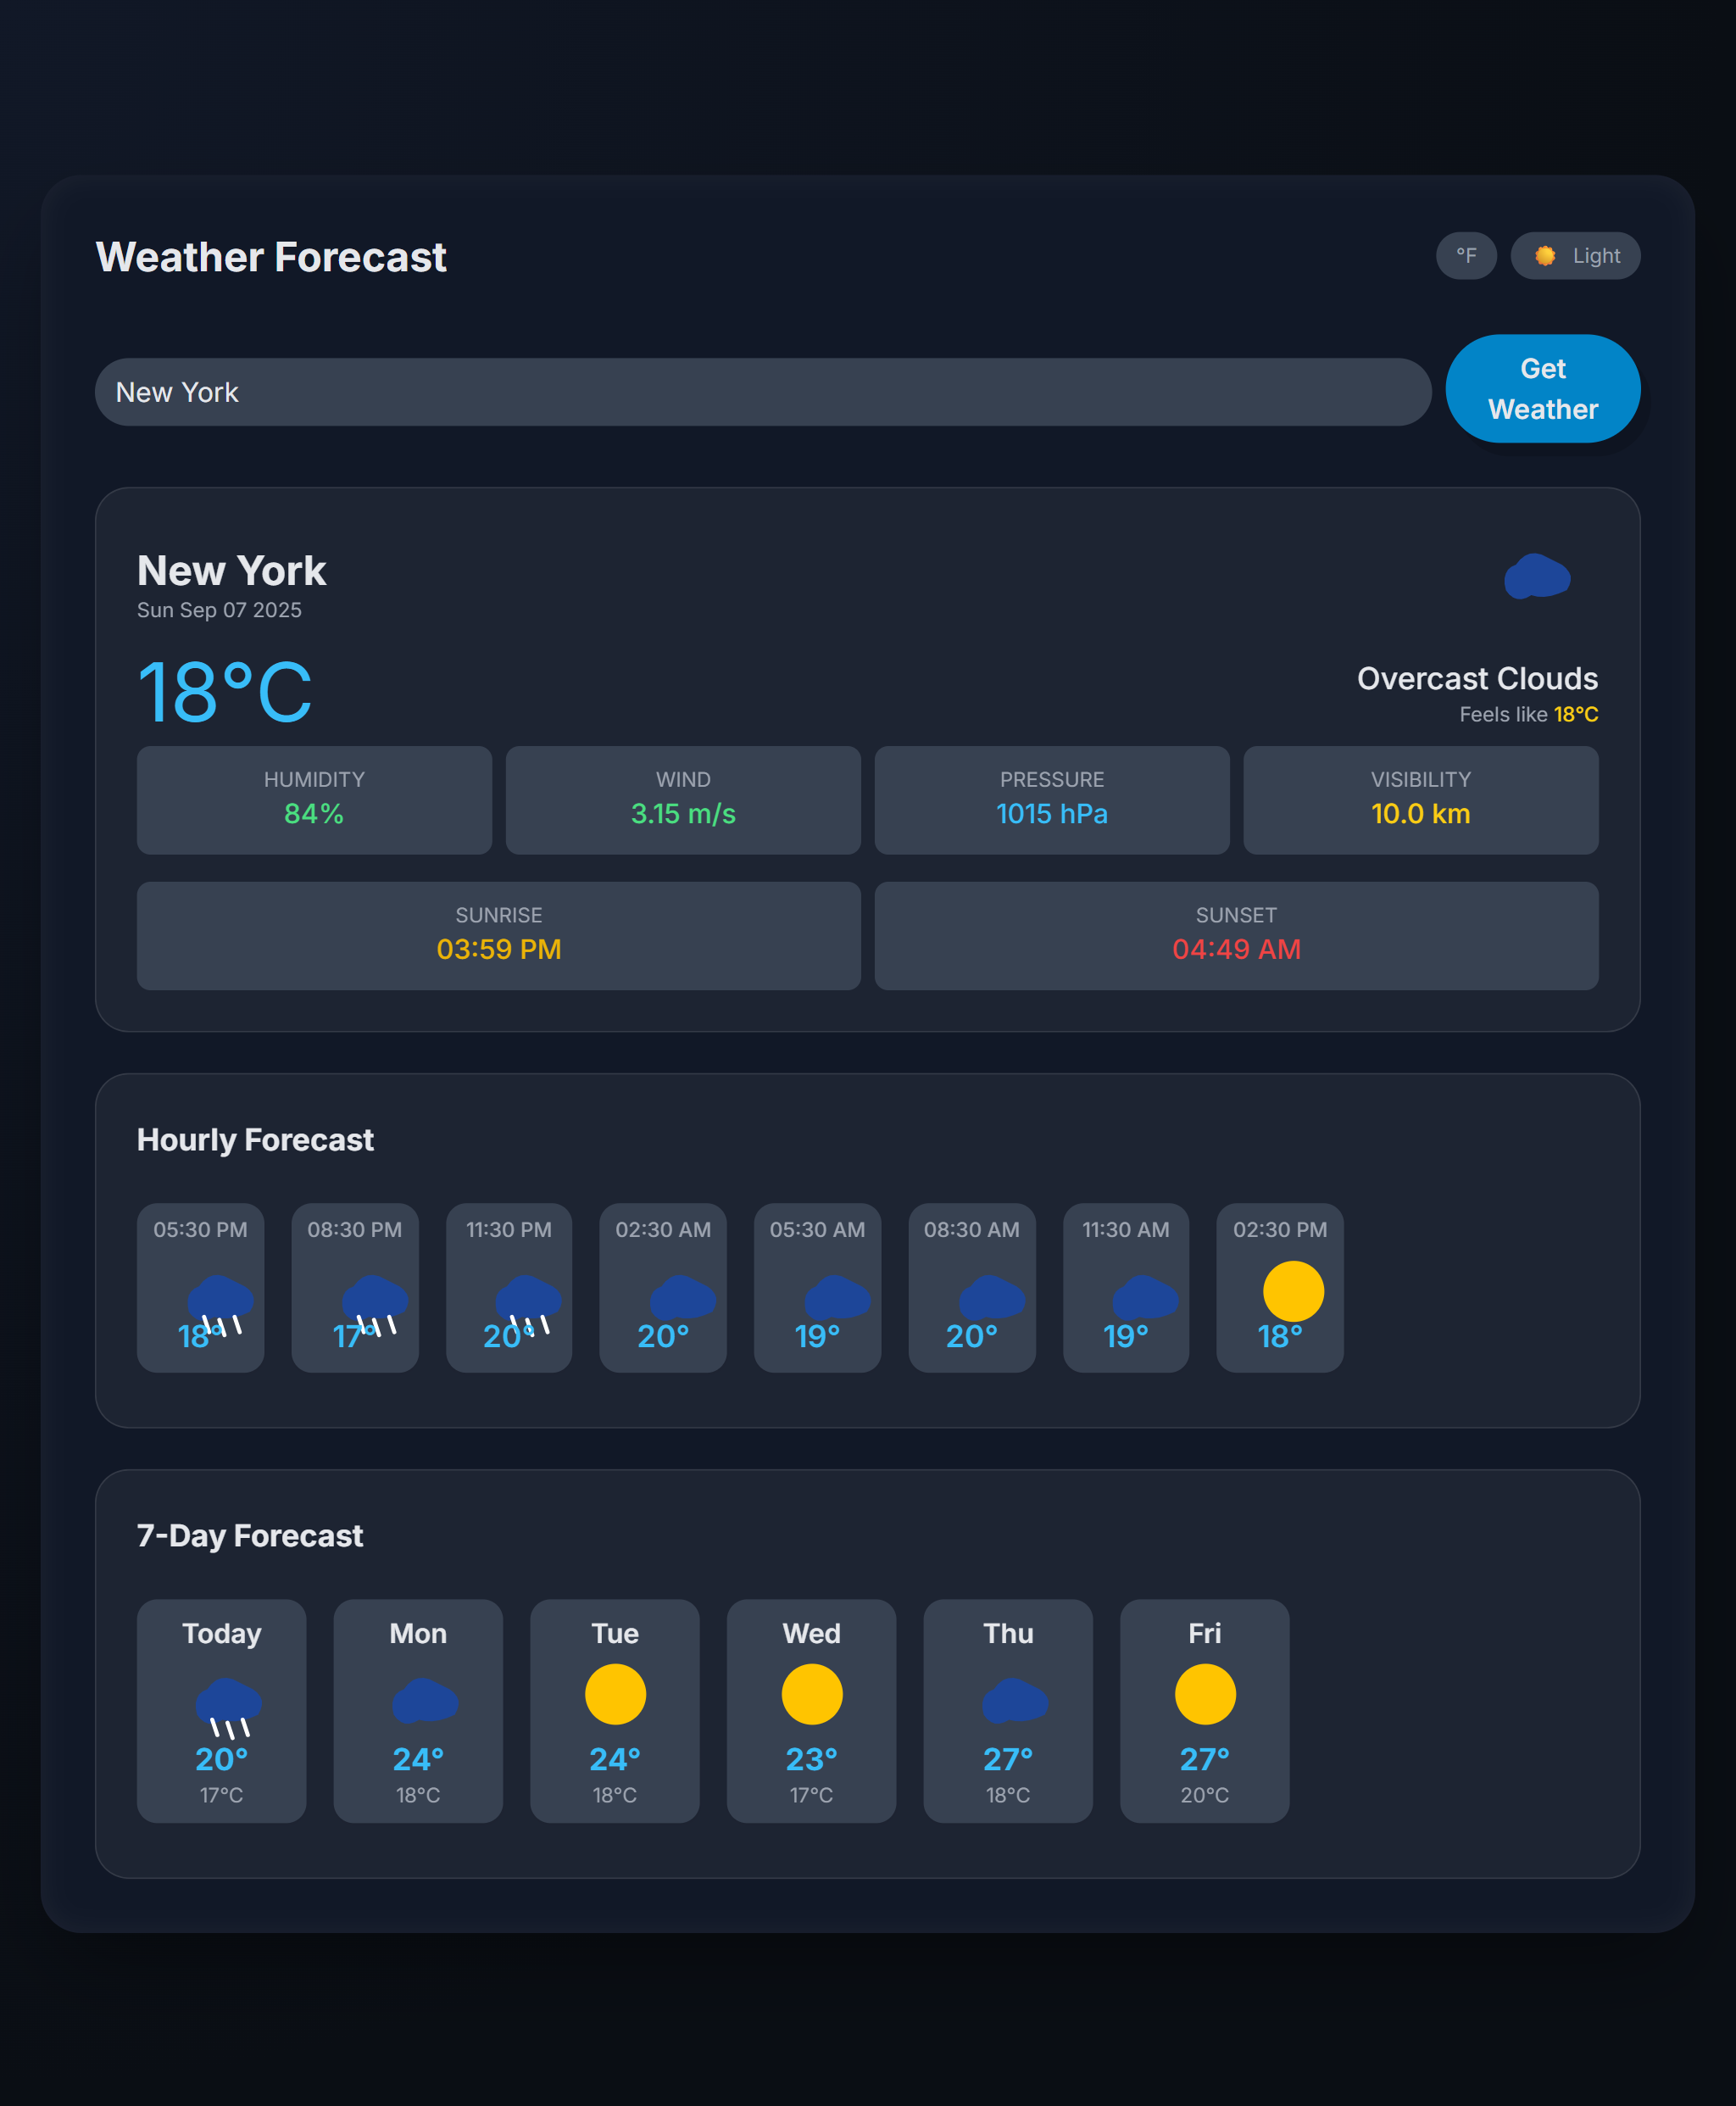 Weather Forecast
°F
Light
New York
Get
Weather
New York
Sun Sep 07 2025
18°C
Overcast Clouds
Feels like 18°C
HUMIDITY
84%
WIND
3.15 m/s
PRESSURE
1015 hPa
VISIBILITY
10.0 km
SUNRISE
03:59 PM
SUNSET
04:49 AM
Hourly Forecast
05:30 PM
18°
08:30 PM
17°
11:30 PM
20°
02:30 AM
20°
05:30 AM
19°
08:30 AM
20°
11:30 AM
19°
02:30 PM
18°
7-Day Forecast
Today
20°
17°C
Mon
24°
18°C
Tue
24°
18°C
Wed
23°
17°C
Thu
27°
18°C
Fri
27°
20°C